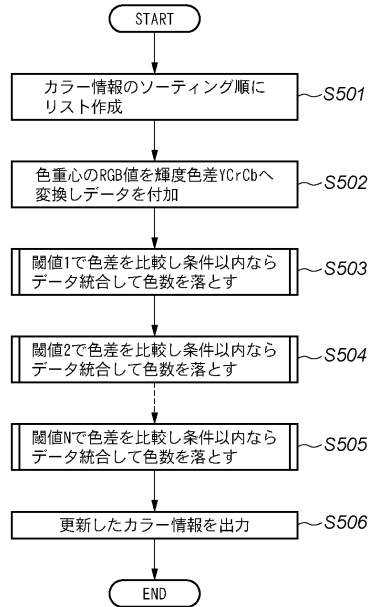 START
カラー情報のソーティング順に
リスト作成
S501
色重心のRGB値を輝度色差YCrCbへ
変換しデータを付加
S502
閾値1で色差を比較し条件以内なら
データ統合して色数を落とす
S503
閾値2で色差を比較し条件以内なら
データ統合して色数を落とす
S504
閾値Nで色差を比較し条件以内なら
データ統合して色数を落とす
S505
更新したカラー情報を出力
S506
END